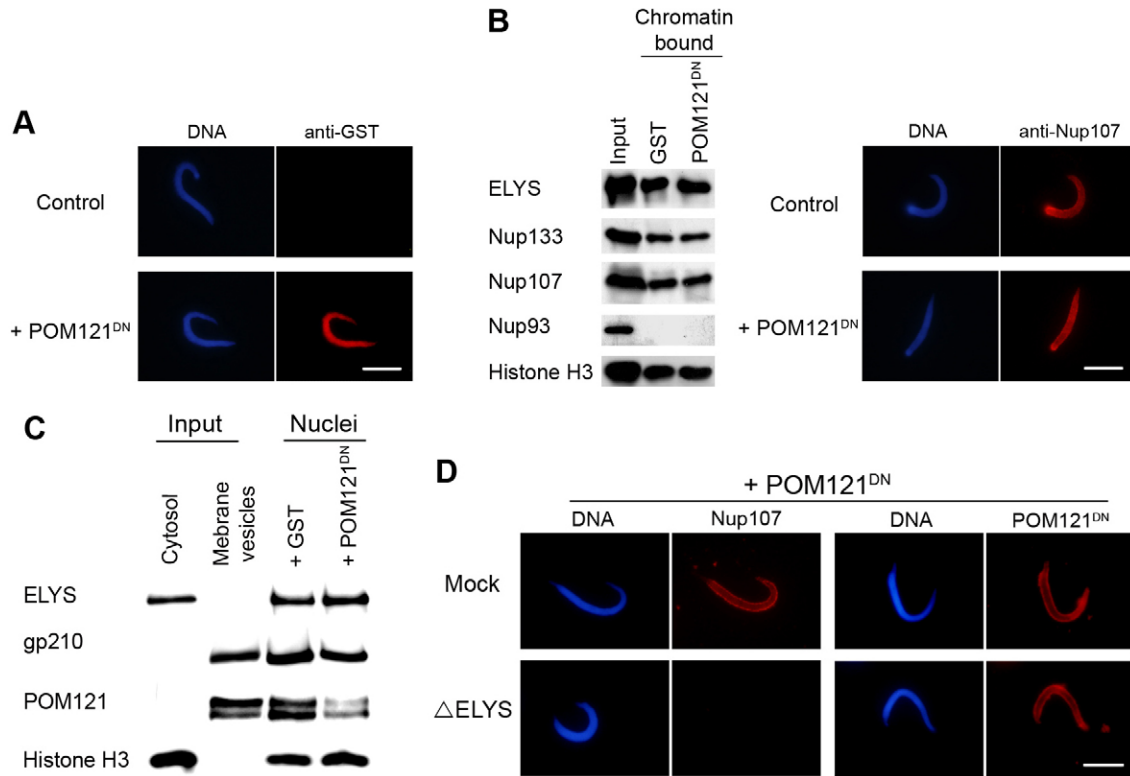 A
DNA anti-GST
Control
+ POM121DN
B
Chromatin
bound
Input
GST
POM121DN
ELYS
Nup133
Nup107
Nup93
Histone H3
DNA anti-Nup107
Control
+ POM121DN
C
Input Nuclei
Cytosol
Mebrane
vesicles
+ GST
+ POM121DN
ELYS
gp210
POM121
Histone H3
D
+ POM121DN
DNA Nup107 DNA POM121DN
Mock
△ELYS